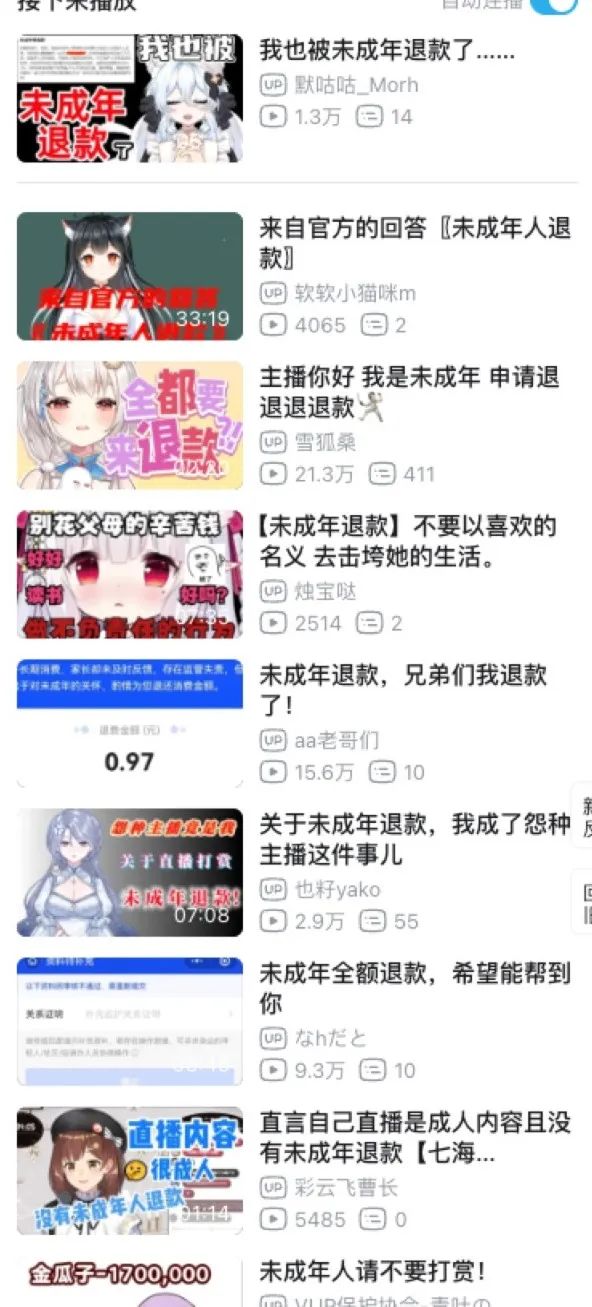 接下来播放
自动连播
我也被
未成年
退款了
我也被未成年退款了……
UP 默咕咕_Morh
1.3万 14
来自官方的回答
〖未成年人退款〗
33:19
来自官方的回答〖未成年人退
款〗
UP 软软小猫咪m
4065 2
全都要
来退款?!
主播你好 我是未成年 申请退
退退退款
UP 雪狐桑
21.3万 411
别花父母的辛苦钱
好好
读书
好吗?
做不负责任的行为
【未成年退款】不要以喜欢的
名义 去击垮她的生活。
UP 烛宝哒
2514 2
长期消费,家长却未及时反馈,存在监管失责,
于对未成年的关怀、酌情为您退还消费金额。
退费金额 (元)
0.97
未成年退款，兄弟们我退款
了！
UP aa老哥们
15.6万 10
怨种主播竟是我
关于直播打赏
未成年退款!
07:08
关于未成年退款，我成了怨种
主播这件事儿
UP 也籽yako
2.9万 55
资料待补充
以下资料审核不通过，需重新提交
关系证明
未成年全额退款，希望能帮到
你
UP なhだと
9.3万 10
直播内容
很成人
沒有未成年人退款
01:14
直言自己直播是成人内容且没
有未成年退款【七海...
UP 彩云飞曹长
5485 0
金瓜子-1700,000
未成年人请不要打赏！
UP VUP保护协会-青叶の